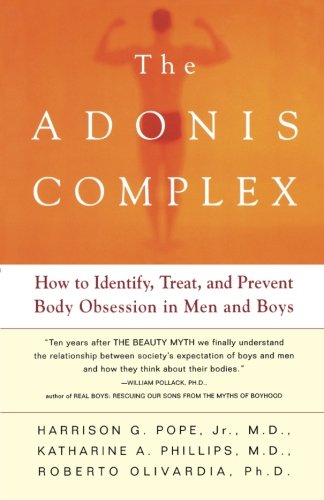 The
ADONIS
COMPLEX
How to Identify, Treat, and Prevent
Body Obsession in Men and Boys
"Ten years after THE BEAUTY MYTH we finally understand
the relationship between society's expectation of boys and men
and how they think about their bodies."
—WILLIAM POLLACK, PH.D.,
author of REAL BOYS: RESCUING OUR SONS FROM THE MYTHS OF BOYHOOD
HARRISON G. POPE, Jr., M.D.,
KATHARINE A. PHILLIPS, M.D.,
ROBERTO OLIVARDIA, Ph.D.